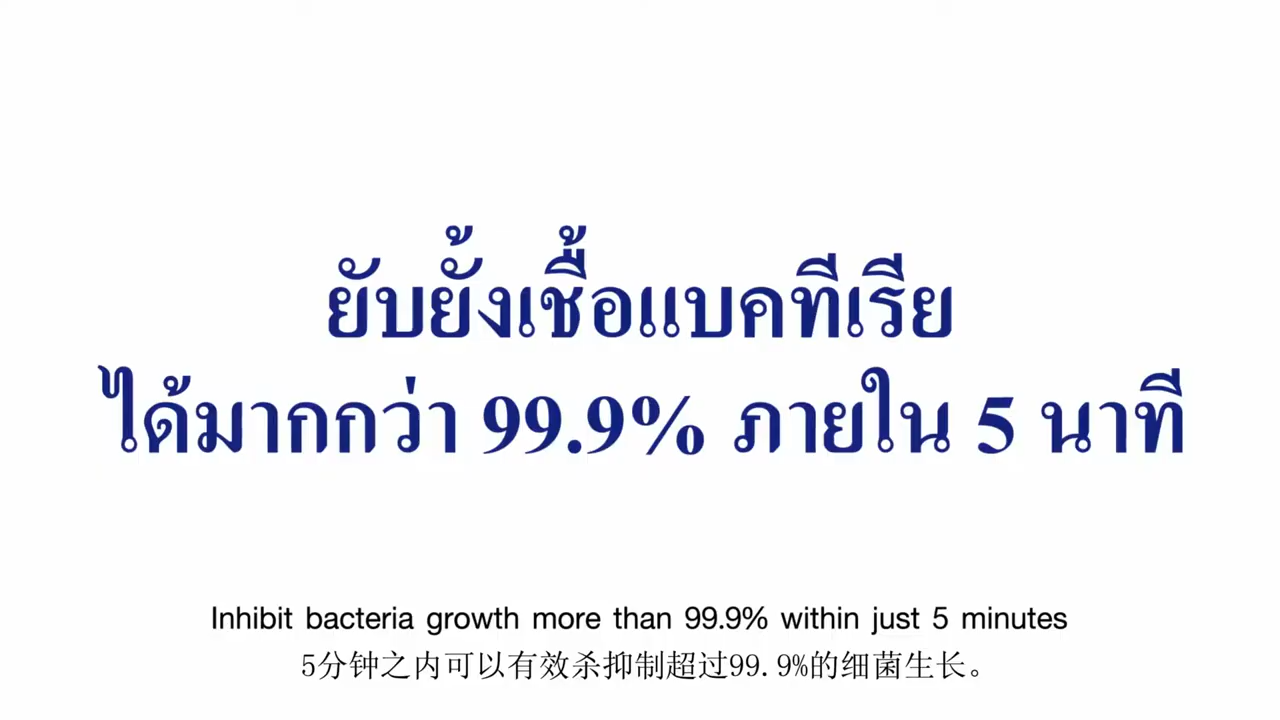 ยับยั้งเชื้อแบคทีเรีย
ได้มากกว่า 99.9% ภายใน 5 นาที
Inhibit bacteria growth more than 99.9% within just 5 minutes
5分钟之内可以有效杀抑制超过99.9%的细菌生长。